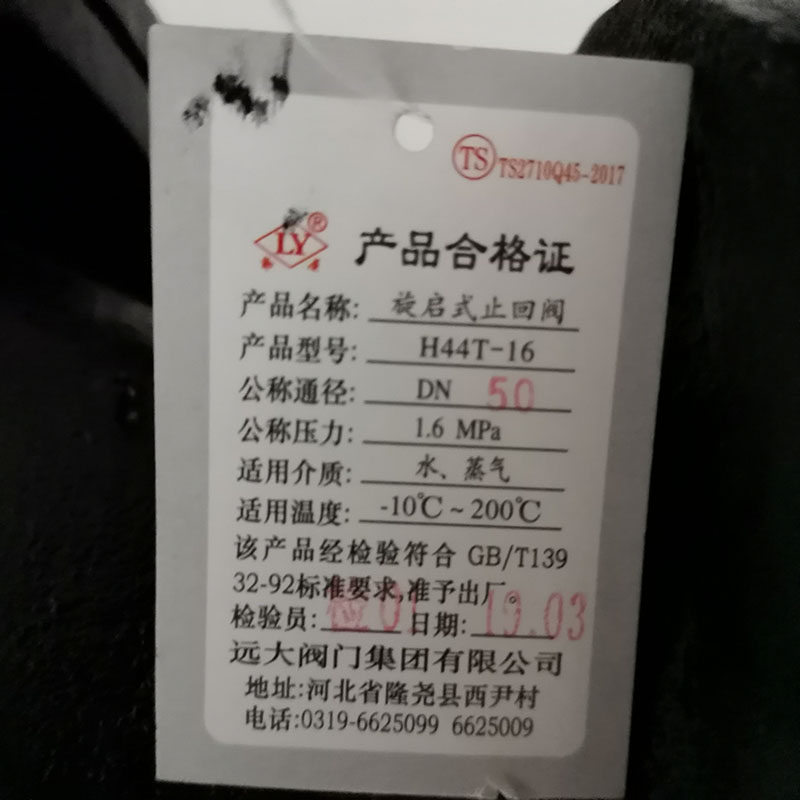 TS TS2710Q45-2017
LY®
产品合格证
产品名称: 旋启式止回阀
产品型号: H44T-16
公称通径: DN 50
公称压力: 1.6 MPa
适用介质: 水、蒸气
适用温度: -10℃~200℃
该产品经检验符合 GB/T139
32-92标准要求,准予出厂。
检验员: 检01 日期: 19.03
远大阀门集团有限公司
地址:河北省隆尧县西尹村
电话:0319-6625099 6625009